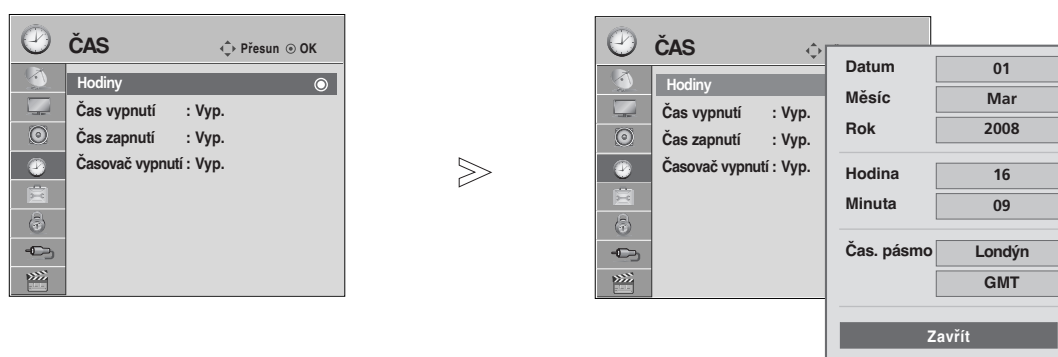 ČAS
Přesun OK
Hodiny
Čas vypnutí : Vyp.
Čas zapnutí : Vyp.
Časovač vypnutí : Vyp.
ČAS
Hodiny
Čas vypnutí : Vyp.
Čas zapnutí : Vyp.
Časovač vypnutí : Vyp.
Datum 01
Měsíc Mar
Rok 2008
Hodina 16
Minuta 09
Čas. pásmo Londýn
GMT
Zavřít